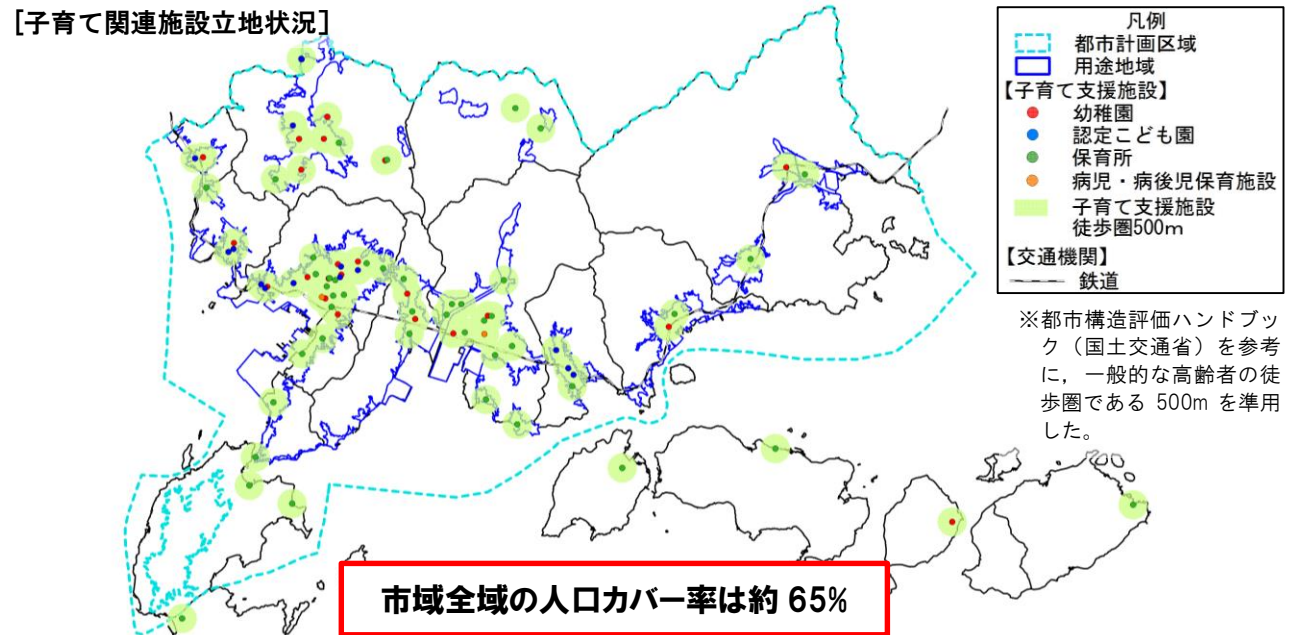 [子育て関連施設立地状況]
凡例
都市計画区域
用途地域
【子育て支援施設】
幼稚園
認定こども園
保育所
病児・病後児保育施設
子育て支援施設
徒歩圏500m
【交通機関】
鉄道
※都市構造評価ハンドブッ
ク（国土交通省）を参考
に，一般的な高齢者の徒
歩圏である 500m を準用
した。
市域全域の人口カバー率は約 65%